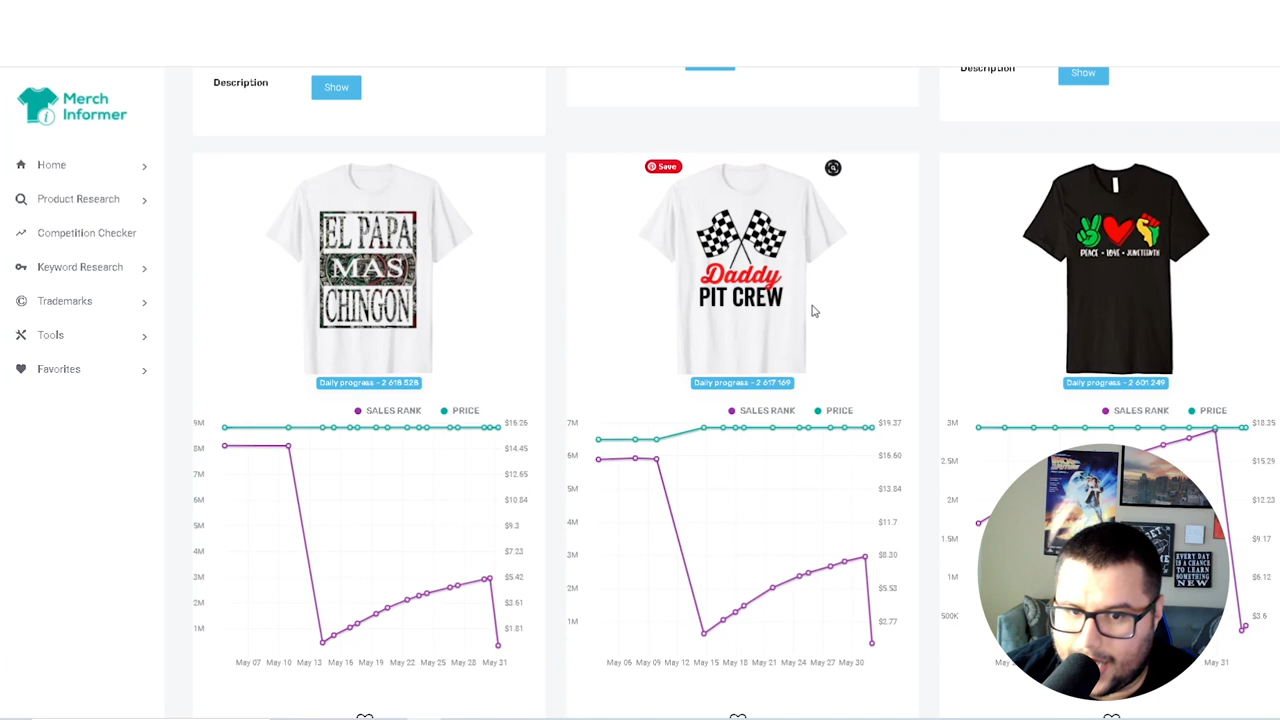 Description
Show
Description
Show
Merch
Informer
Home
Product Research
Competition Checker
Keyword Research
Trademarks
Tools
Favorites
EL PAPA
MAS
CHINGON
Daily progress - 2 618 528
SALES RANK
PRICE
9M
8M
7M
6M
5M
4M
3M
2M
1M
$16.26
$14.45
$12.65
$10.84
$9.3
$7.23
$5.42
$3.61
$1.81
May 07 May 10 May 13 May 16 May 19 May 22 May 25 May 28 May 31
Save
Daddy
PIT CREW
Daily progress - 2 617 169
SALES RANK
PRICE
7M
6M
5M
4M
3M
2M
1M
$19.37
$16.60
$13.84
$11.7
$8.30
$5.53
$2.77
May 06 May 09 May 12 May 15 May 18 May 21 May 24 May 27 May 30
PEACE - LOVE - JUNETEENTH
Daily progress - 2 601 249
SALES RANK
PRICE
3M
2.5M
2M
1.5M
1M
500K
$18.35
$15.29
$12.23
$9.17
$6.12
$3.6
May 31
EVERY DAY
IS A CHANCE
TO LEARN
SOMETHING
NEW